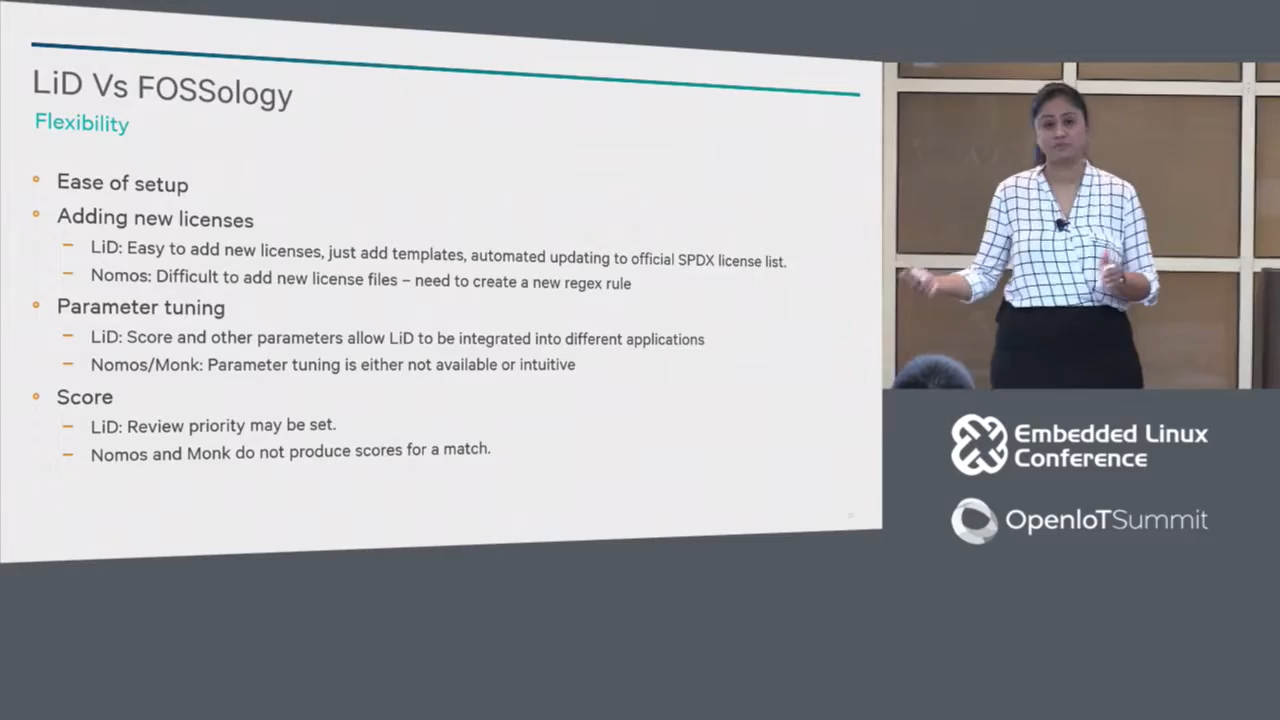 LiD Vs FOSSology
Flexibility
Ease of setup
Adding new licenses
– LiD: Easy to add new licenses, just add templates, automated updating to official SPDX license list.
– Nomos: Difficult to add new license files – need to create a new regex rule
Parameter tuning
– LiD: Score and other parameters allow LiD to be integrated into different applications
– Nomos/Monk: Parameter tuning is either not available or intuitive
Score
– LiD: Review priority may be set.
– Nomos and Monk do not produce scores for a match.
Embedded Linux
Conference
OpenIoTSummit